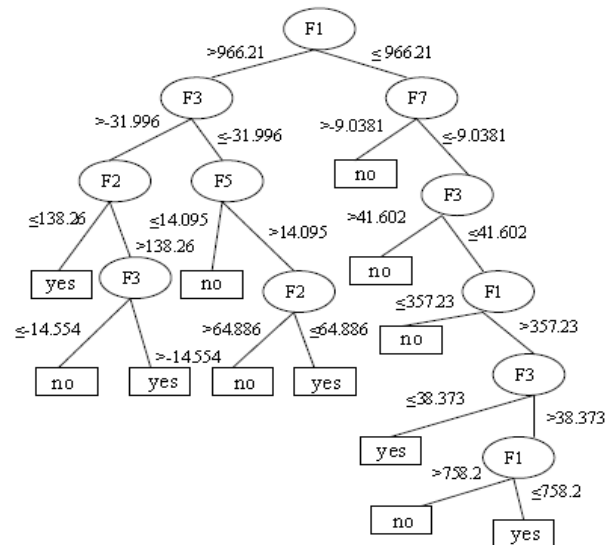 F1
>966.21 ≤966.21
F3 F7
>-31.996 ≤-31.996 >-9.0381 ≤-9.0381
F2 F5 no F3
≤138.26 >138.26 ≤14.095 >14.095 >41.602 ≤41.602
yes F3 no F2 no F1
≤-14.554 >-14.554 >64.886 ≤64.886 ≤357.23 >357.23
no yes no yes no F3
≤38.373 >38.373
yes F1
>758.2 ≤758.2
no yes